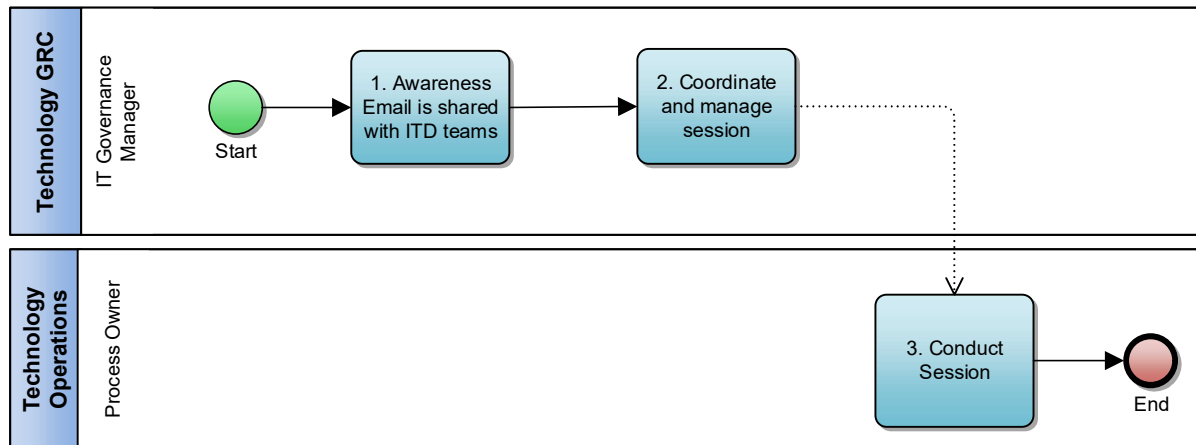 Technology GRC
IT Governance
Manager
Start
1. Awareness
Email is shared
with ITD teams
2. Coordinate
and manage
session
Technology
Operations
Process Owner
3. Conduct
Session
End